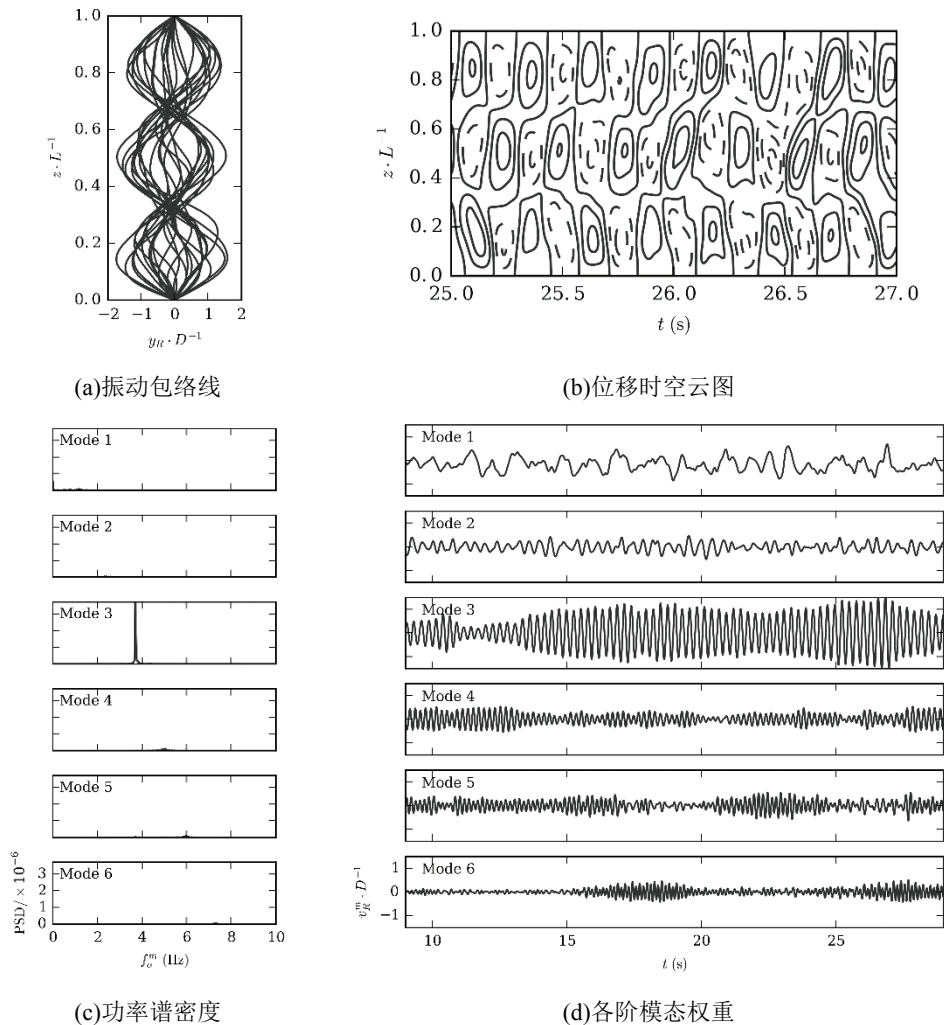 1.0
0.8
0.6
0.4
0.2
0.0
z · L⁻¹
−2 −1 0 1 2
y_R · D⁻¹
(a)振动包络线
1.0
0.8
0.6
0.4
0.2
0.0
z · L⁻¹
25.0 25.5 26.0 26.5 27.0
t (s)
(b)位移时空云图
Mode 1
Mode 2
Mode 3
Mode 4
Mode 5
Mode 6
PSD/ × 10⁻⁶
3
2
1
0
0 2 4 6 8 10
f_o^m (Hz)
(c)功率谱密度
Mode 1
Mode 2
Mode 3
Mode 4
Mode 5
Mode 6
v_R^m · D⁻¹
1
0
−1
10 15 20 25
t (s)
(d)各阶模态权重